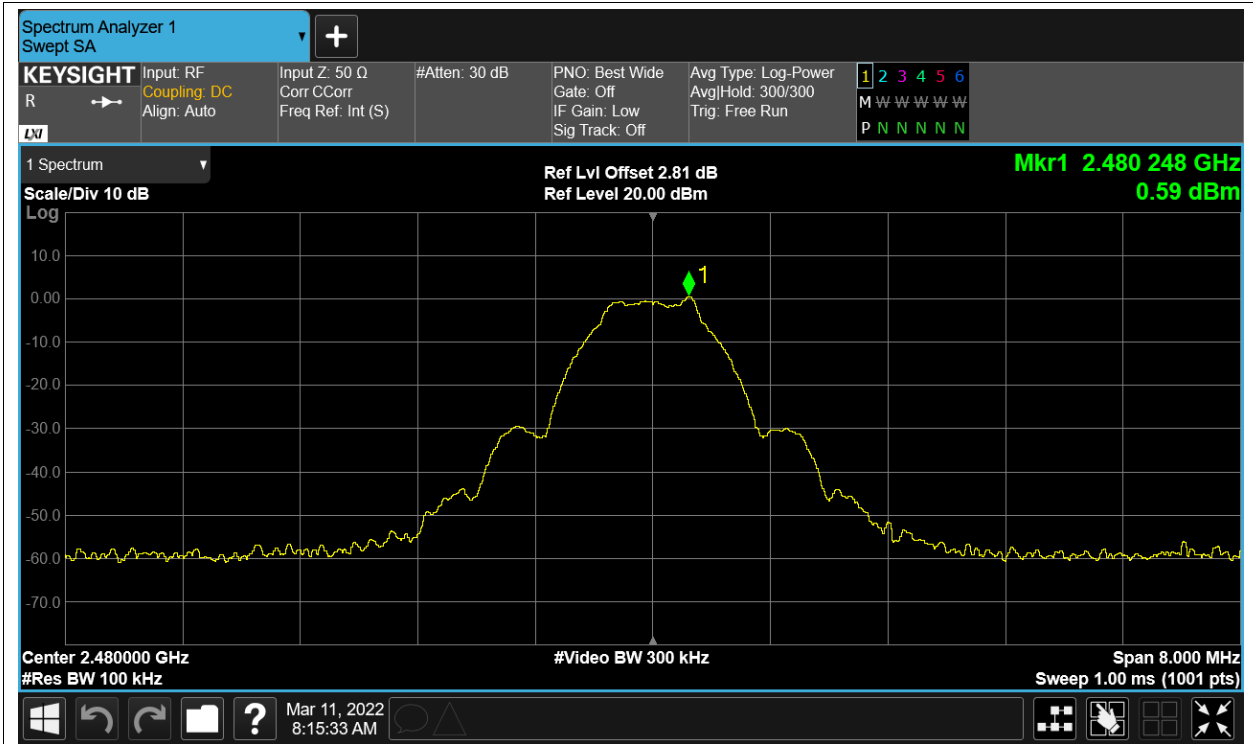 Spectrum Analyzer 1
Swept SA
KEYSIGHT
R
LXI
Input: RF
Coupling: DC
Align: Auto
Input Z: 50 Ω
Corr CCorr
Freq Ref: Int (S)
#Atten: 30 dB
PNO: Best Wide
Gate: Off
IF Gain: Low
Sig Track: Off
Avg Type: Log-Power
Avg|Hold: 300/300
Trig: Free Run
1 2 3 4 5 6
M W W W W W
P N N N N N
1 Spectrum
Scale/Div 10 dB
Log
Ref Lvl Offset 2.81 dB
Ref Level 20.00 dBm
Mkr1 2.480 248 GHz
0.59 dBm
1
10.0
0.00
-10.0
-20.0
-30.0
-40.0
-50.0
-60.0
-70.0
Center 2.480000 GHz
#Video BW 300 kHz
Span 8.000 MHz
#Res BW 100 kHz
Sweep 1.00 ms (1001 pts)
?
Mar 11, 2022
8:15:33 AM